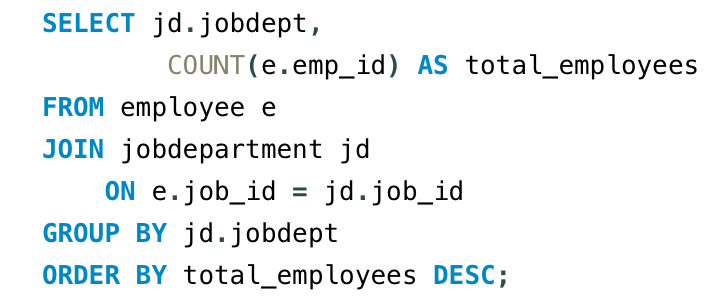 SELECT jd.jobdept,
        COUNT(e.emp_id) AS total_employees
FROM employee e
JOIN jobdepartment jd
    ON e.job_id = jd.job_id
GROUP BY jd.jobdept
ORDER BY total_employees DESC;